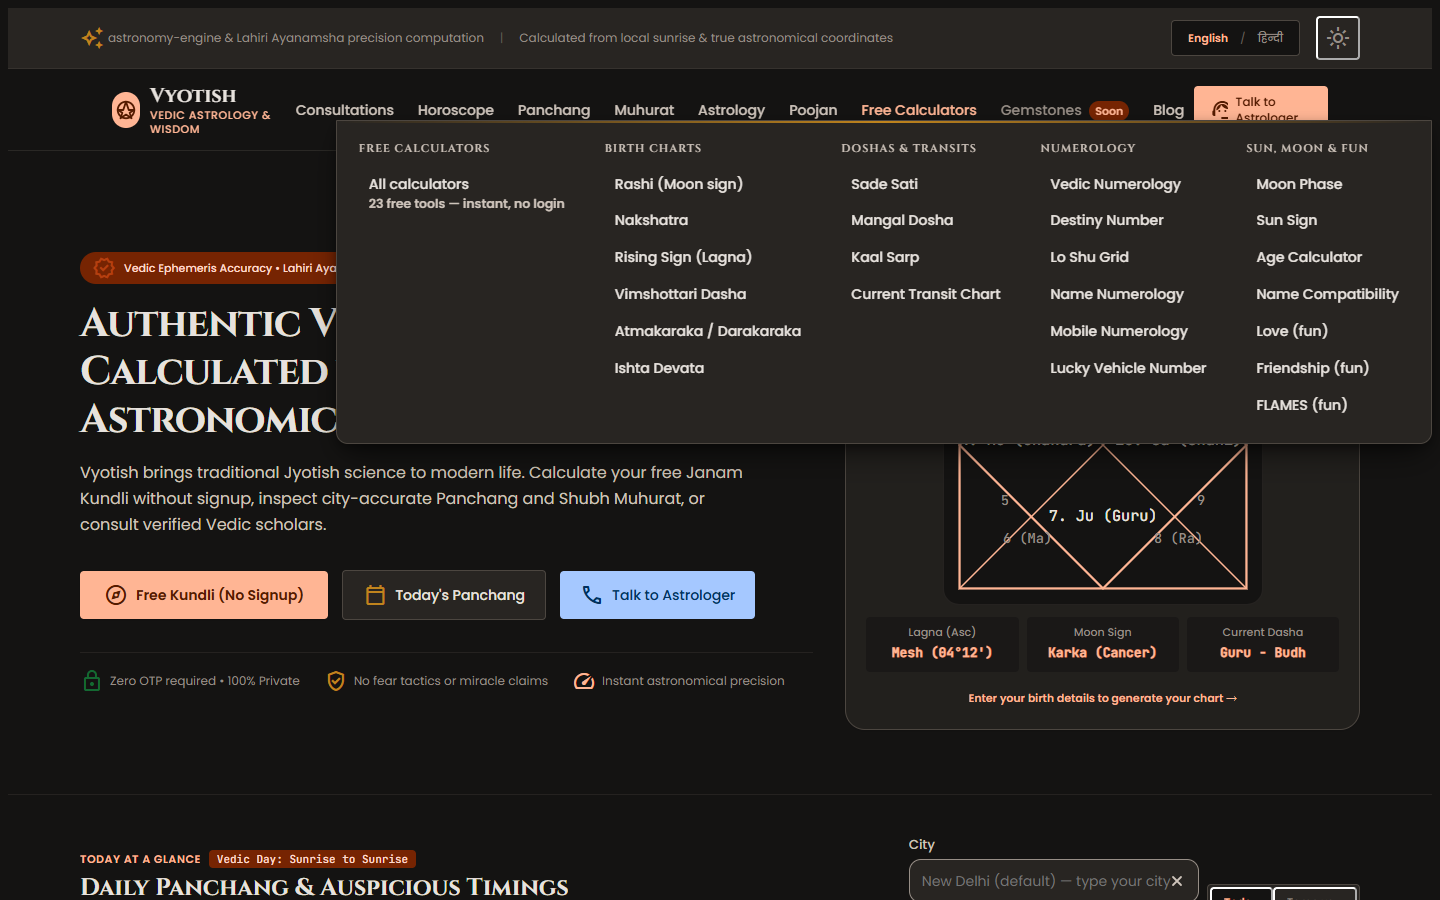 astronomy-engine & Lahiri Ayanamsha precision computation | Calculated from local sunrise & true astronomical coordinates
English / हिन्दी
VYOTISH
VEDIC ASTROLOGY &
WISDOM
Consultations Horoscope Panchang Muhurat Astrology Poojan Free Calculators Gemstones Soon Blog
Talk to
Astrologer
FREE CALCULATORS
All calculators
23 free tools — instant, no login
BIRTH CHARTS
Rashi (Moon sign)
Nakshatra
Rising Sign (Lagna)
Vimshottari Dasha
Atmakaraka / Darakaraka
Ishta Devata
DOSHAS & TRANSITS
Sade Sati
Mangal Dosha
Kaal Sarp
Current Transit Chart
NUMEROLOGY
Vedic Numerology
Destiny Number
Lo Shu Grid
Name Numerology
Mobile Numerology
Lucky Vehicle Number
SUN, MOON & FUN
Moon Phase
Sun Sign
Age Calculator
Name Compatibility
Love (fun)
Friendship (fun)
FLAMES (fun)
Vedic Ephemeris Accuracy • Lahiri
AUTHENTIC
CALCULATED
ASTRONOMIC
Vyotish brings traditional Jyotish science to modern life. Calculate your free Janam
Kundli without signup, inspect city-accurate Panchang and Shubh Muhurat, or
consult verified Vedic scholars.
Free Kundli (No Signup)
Today's Panchang
Talk to Astrologer
Zero OTP required • 100% Private
No fear tactics or miracle claims
Instant astronomical precision
5
9
7. Ju (Guru)
6 (Ma)
8 (Ra)
Lagna (Asc)
Mesh (04°12')
Moon Sign
Karka (Cancer)
Current Dasha
Guru - Budh
Enter your birth details to generate your chart →
TODAY AT A GLANCE
Vedic Day: Sunrise to Sunrise
DAILY PANCHANG & AUSPICIOUS TIMINGS
City
New Delhi (default) — type your city